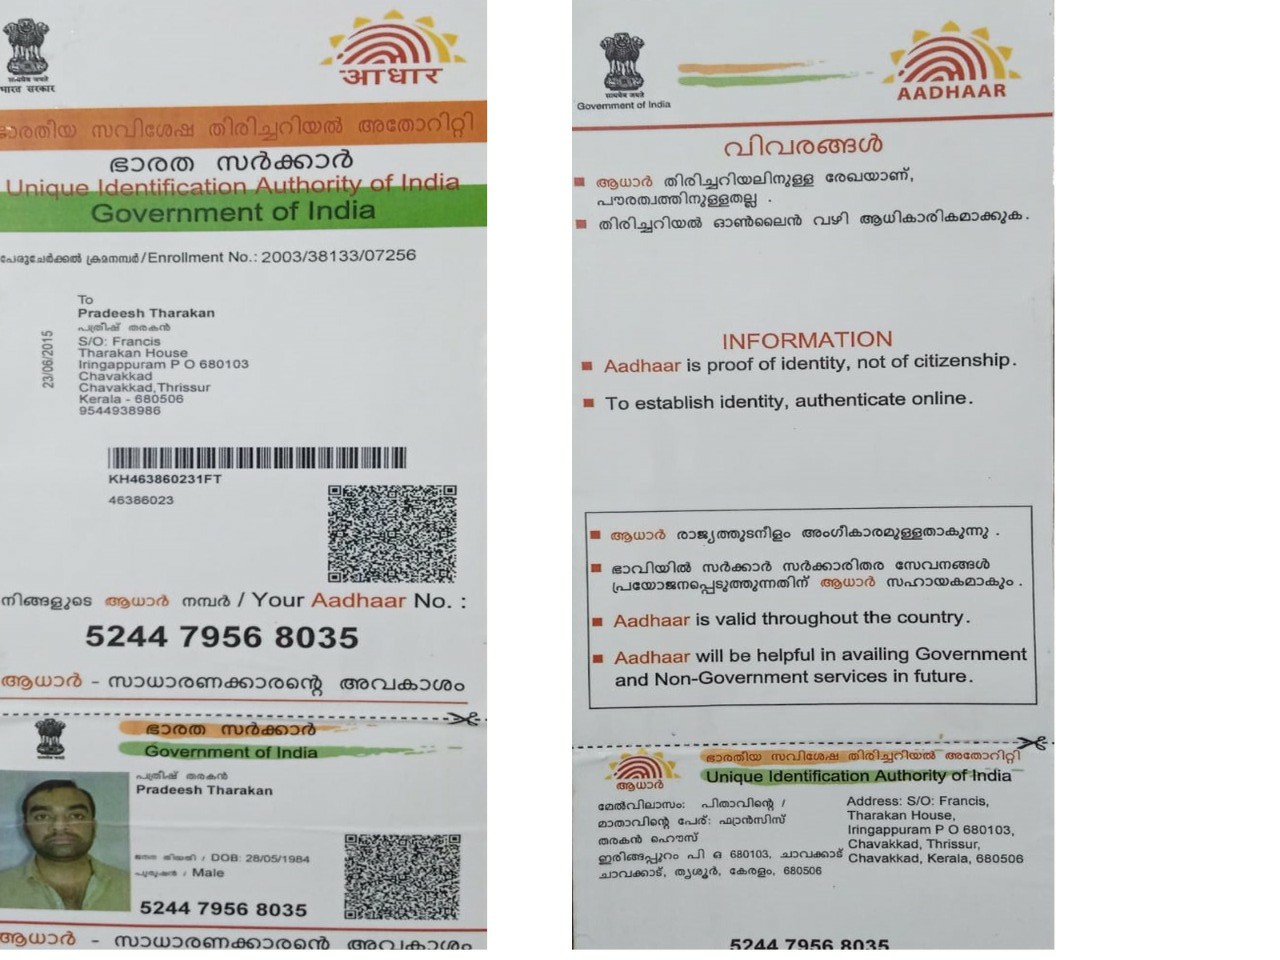 सत्यमेव जयते
भारत सरकार
आधार
ഭാരതീയ സവിശേഷ തിരിച്ചറിയൽ അതോറിറ്റി
ഭാരത സർക്കാർ
Unique Identification Authority of India
Government of India
പേരുചേർക്കൽ ക്രമനമ്പർ/Enrollment No.: 2003/38133/07256
23/06/2015
To
Pradeesh Tharakan
തരകൻ
S/O: Francis
Tharakan House
Iringappuram P O 680103
Chavakkad
Chavakkad,Thrissur
Kerala - 680506
9544938986
KH463860231FT
46386023
നിങ്ങളുടെ ആധാർ നമ്പർ / Your Aadhaar No. :
5244 7956 8035
ആധാർ - സാധാരണക്കാരന്റെ അവകാശം
ഭാരത സർക്കാർ
Government of India
തരകൻ
Pradeesh Tharakan
ജനന തിയതി / DOB: 28/05/1984
പുരുഷൻ / Male
5244 7956 8035
ആധാർ - സാധാരണക്കാരന്റെ അവകാശം
सत्यमेव जयते
Government of India
AADHAAR
വിവരങ്ങൾ
ആധാർ തിരിച്ചറിയലിനുള്ള രേഖയാണ്,
പൗരത്വത്തിനുള്ളതല്ല .
തിരിച്ചറിയൽ ഓൺലൈൻ വഴി ആധികാരികമാക്കുക.
INFORMATION
Aadhaar is proof of identity, not of citizenship.
To establish identity, authenticate online.
ആധാർ രാജ്യത്തുടനീളം അംഗീകാരമുള്ളതാകുന്നു .
ഭാവിയിൽ സർക്കാർ സർക്കാരിതര സേവനങ്ങൾ
പ്രയോജനപ്പെടുത്തുന്നതിന് ആധാർ സഹായകമാകും .
Aadhaar is valid throughout the country.
Aadhaar will be helpful in availing Government
and Non-Government services in future.
ആധാർ
ഭാരതീയ സവിശേഷ തിരിച്ചറിയൽ അതോറിറ്റി
Unique Identification Authority of India
മേൽവിലാസം: പിതാവിന്റെ /
മാതാവിന്റെ പേര്: ഫ്രാൻസിസ്
തരകൻ ഹൌസ്
ഇരിങ്ങപ്പുറം പി ഒ 680103, ചാവക്കാട്
ചാവക്കാട്, തൃശൂർ, കേരളം, 680506
Address: S/O: Francis,
Tharakan House,
Iringappuram P O 680103,
Chavakkad, Thrissur,
Chavakkad, Kerala, 680506
5244 7956 8035